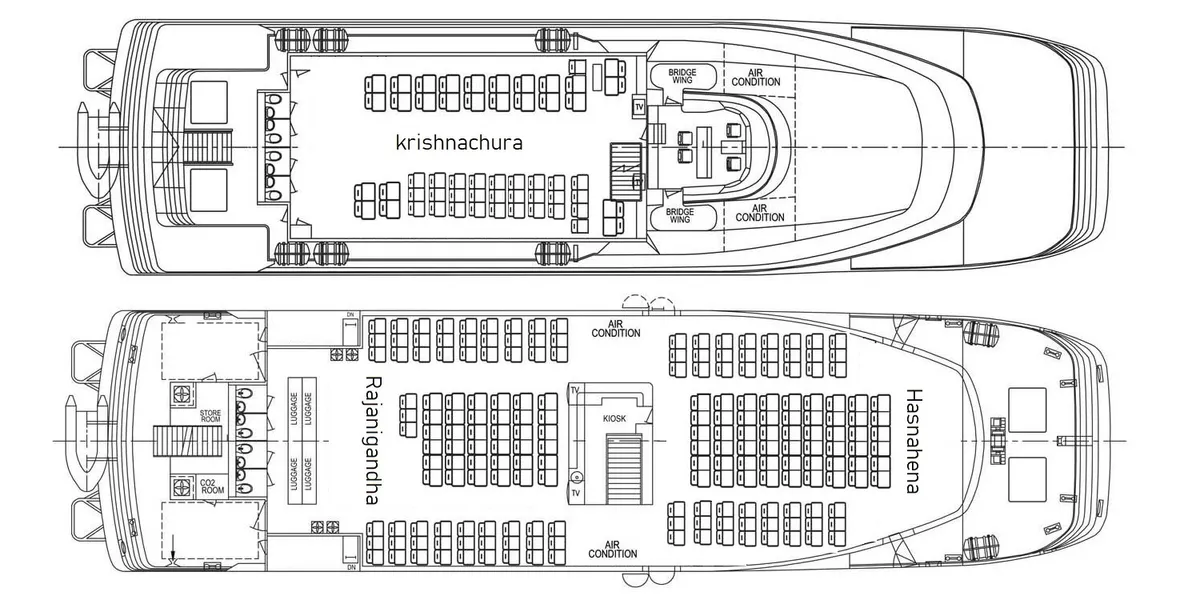 BRIDGE
WING
AIR
CONDITION
TV
krishnachura
BRIDGE
WING
AIR
CONDITION
DN
AIR
CONDITION
STORE
ROOM
LUGGAGE
LUGGAGE
Rajanigandha
TV
KIOSK
Hasnahena
CO2
ROOM
LUGGAGE
LUGGAGE
TV
AIR
CONDITION
DN